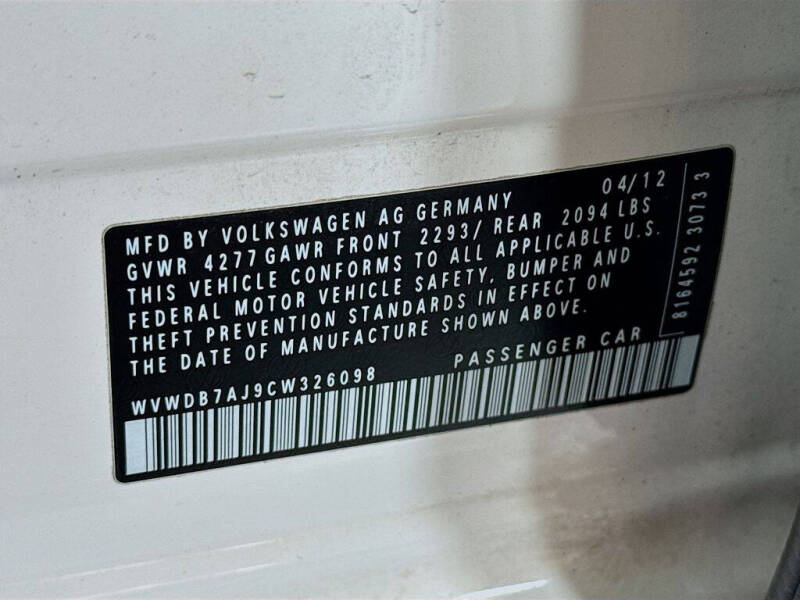 04/12
MFD BY VOLKSWAGEN AG GERMANY
GVWR 4277 GAWR FRONT 2293/ REAR 2094 LBS
THIS VEHICLE CONFORMS TO ALL APPLICABLE U.S.
FEDERAL MOTOR VEHICLE SAFETY, BUMPER AND
THEFT PREVENTION STANDARDS IN EFFECT ON
THE DATE OF MANUFACTURE SHOWN ABOVE.
WVWDB7AJ9CW326098 PASSENGER CAR
8164592 3073 3